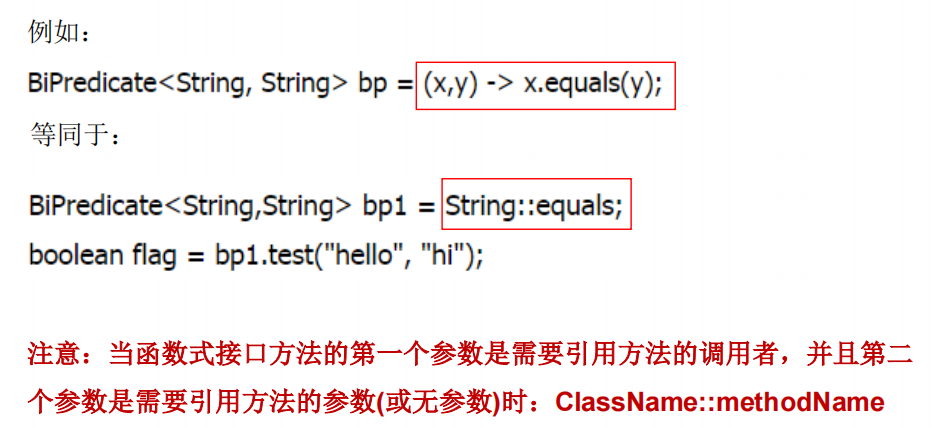 例如：
BiPredicate<String, String> bp = (x,y) -> x.equals(y);
等同于：
BiPredicate<String,String> bp1 = String::equals;
boolean flag = bp1.test("hello", "hi");
注意：当函数式接口方法的第一个参数是需要引用方法的调用者，并且第二
个参数是需要引用方法的参数(或无参数)时：ClassName::methodName